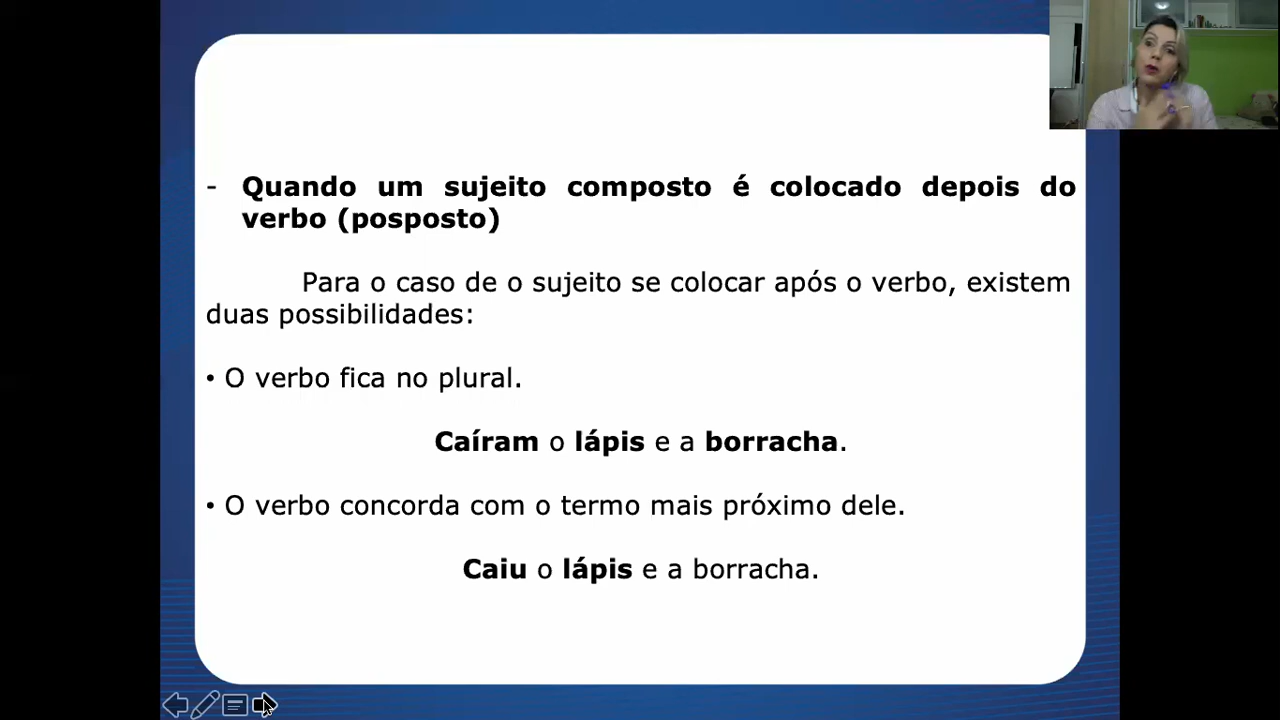 - Quando um sujeito composto é colocado depois do
verbo (posposto)
Para o caso de o sujeito se colocar após o verbo, existem
duas possibilidades:
• O verbo fica no plural.
Caíram o lápis e a borracha.
• O verbo concorda com o termo mais próximo dele.
Caiu o lápis e a borracha.